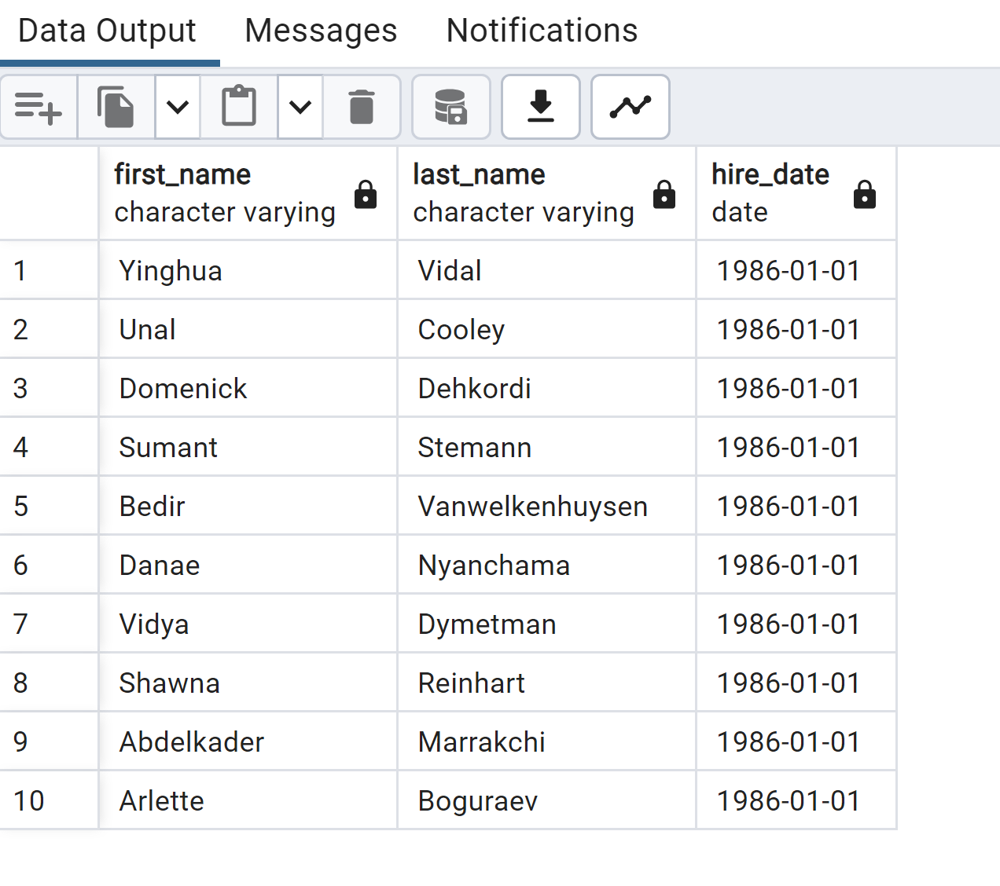 Data Output Messages Notifications
first_name last_name hire_date
character varying character varying date
1 Yinghua Vidal 1986-01-01
2 Unal Cooley 1986-01-01
3 Domenick Dehkordi 1986-01-01
4 Sumant Stemann 1986-01-01
5 Bedir Vanwelkenhuysen 1986-01-01
6 Danae Nyanchama 1986-01-01
7 Vidya Dymetman 1986-01-01
8 Shawna Reinhart 1986-01-01
9 Abdelkader Marrakchi 1986-01-01
10 Arlette Boguraev 1986-01-01